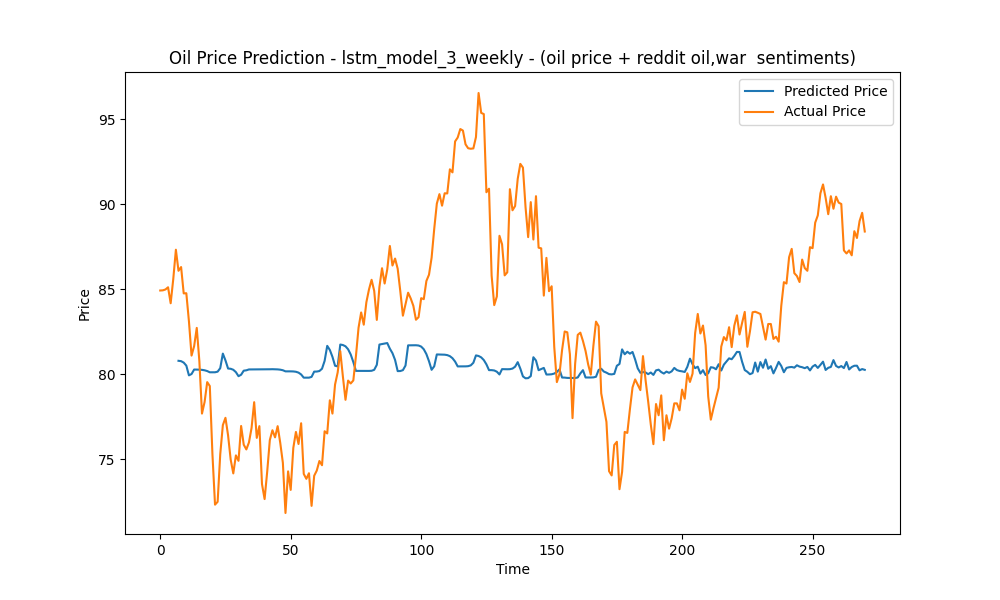 Oil Price Prediction - lstm_model_3_weekly - (oil price + reddit oil,war  sentiments)
Predicted Price
Actual Price
95
90
85
80
75
Price
0 50 100 150 200 250
Time